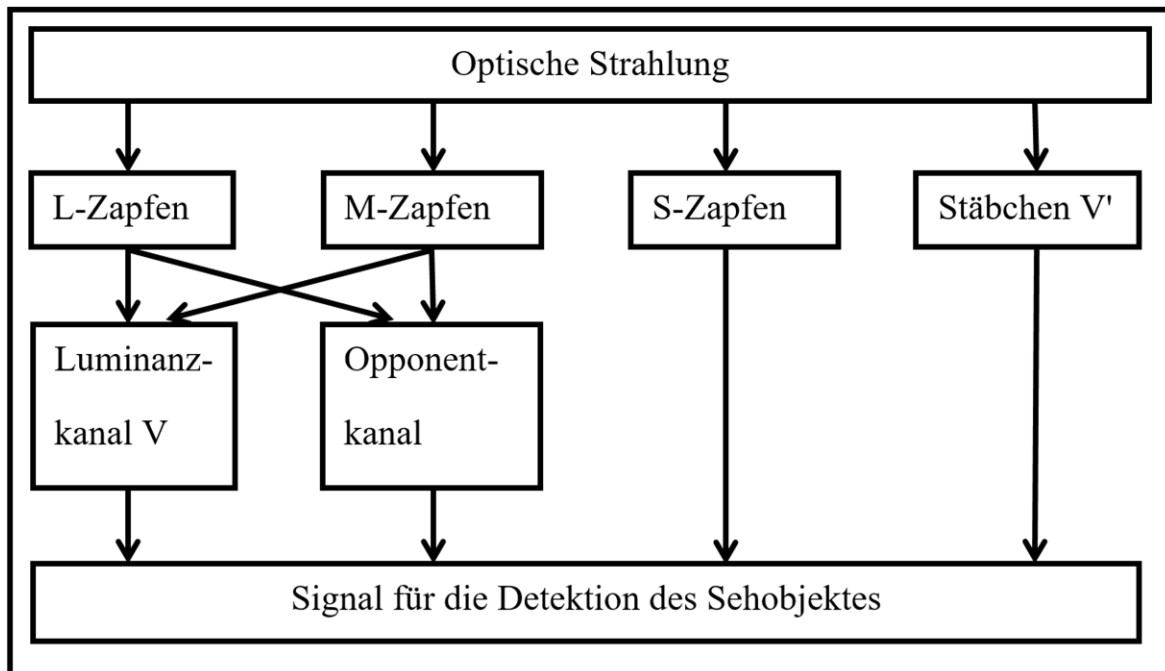 Optische Strahlung
L-Zapfen
M-Zapfen
S-Zapfen
Stäbchen V'
Luminanz-
kanal V
Opponent-
kanal
Signal für die Detektion des Sehobjektes